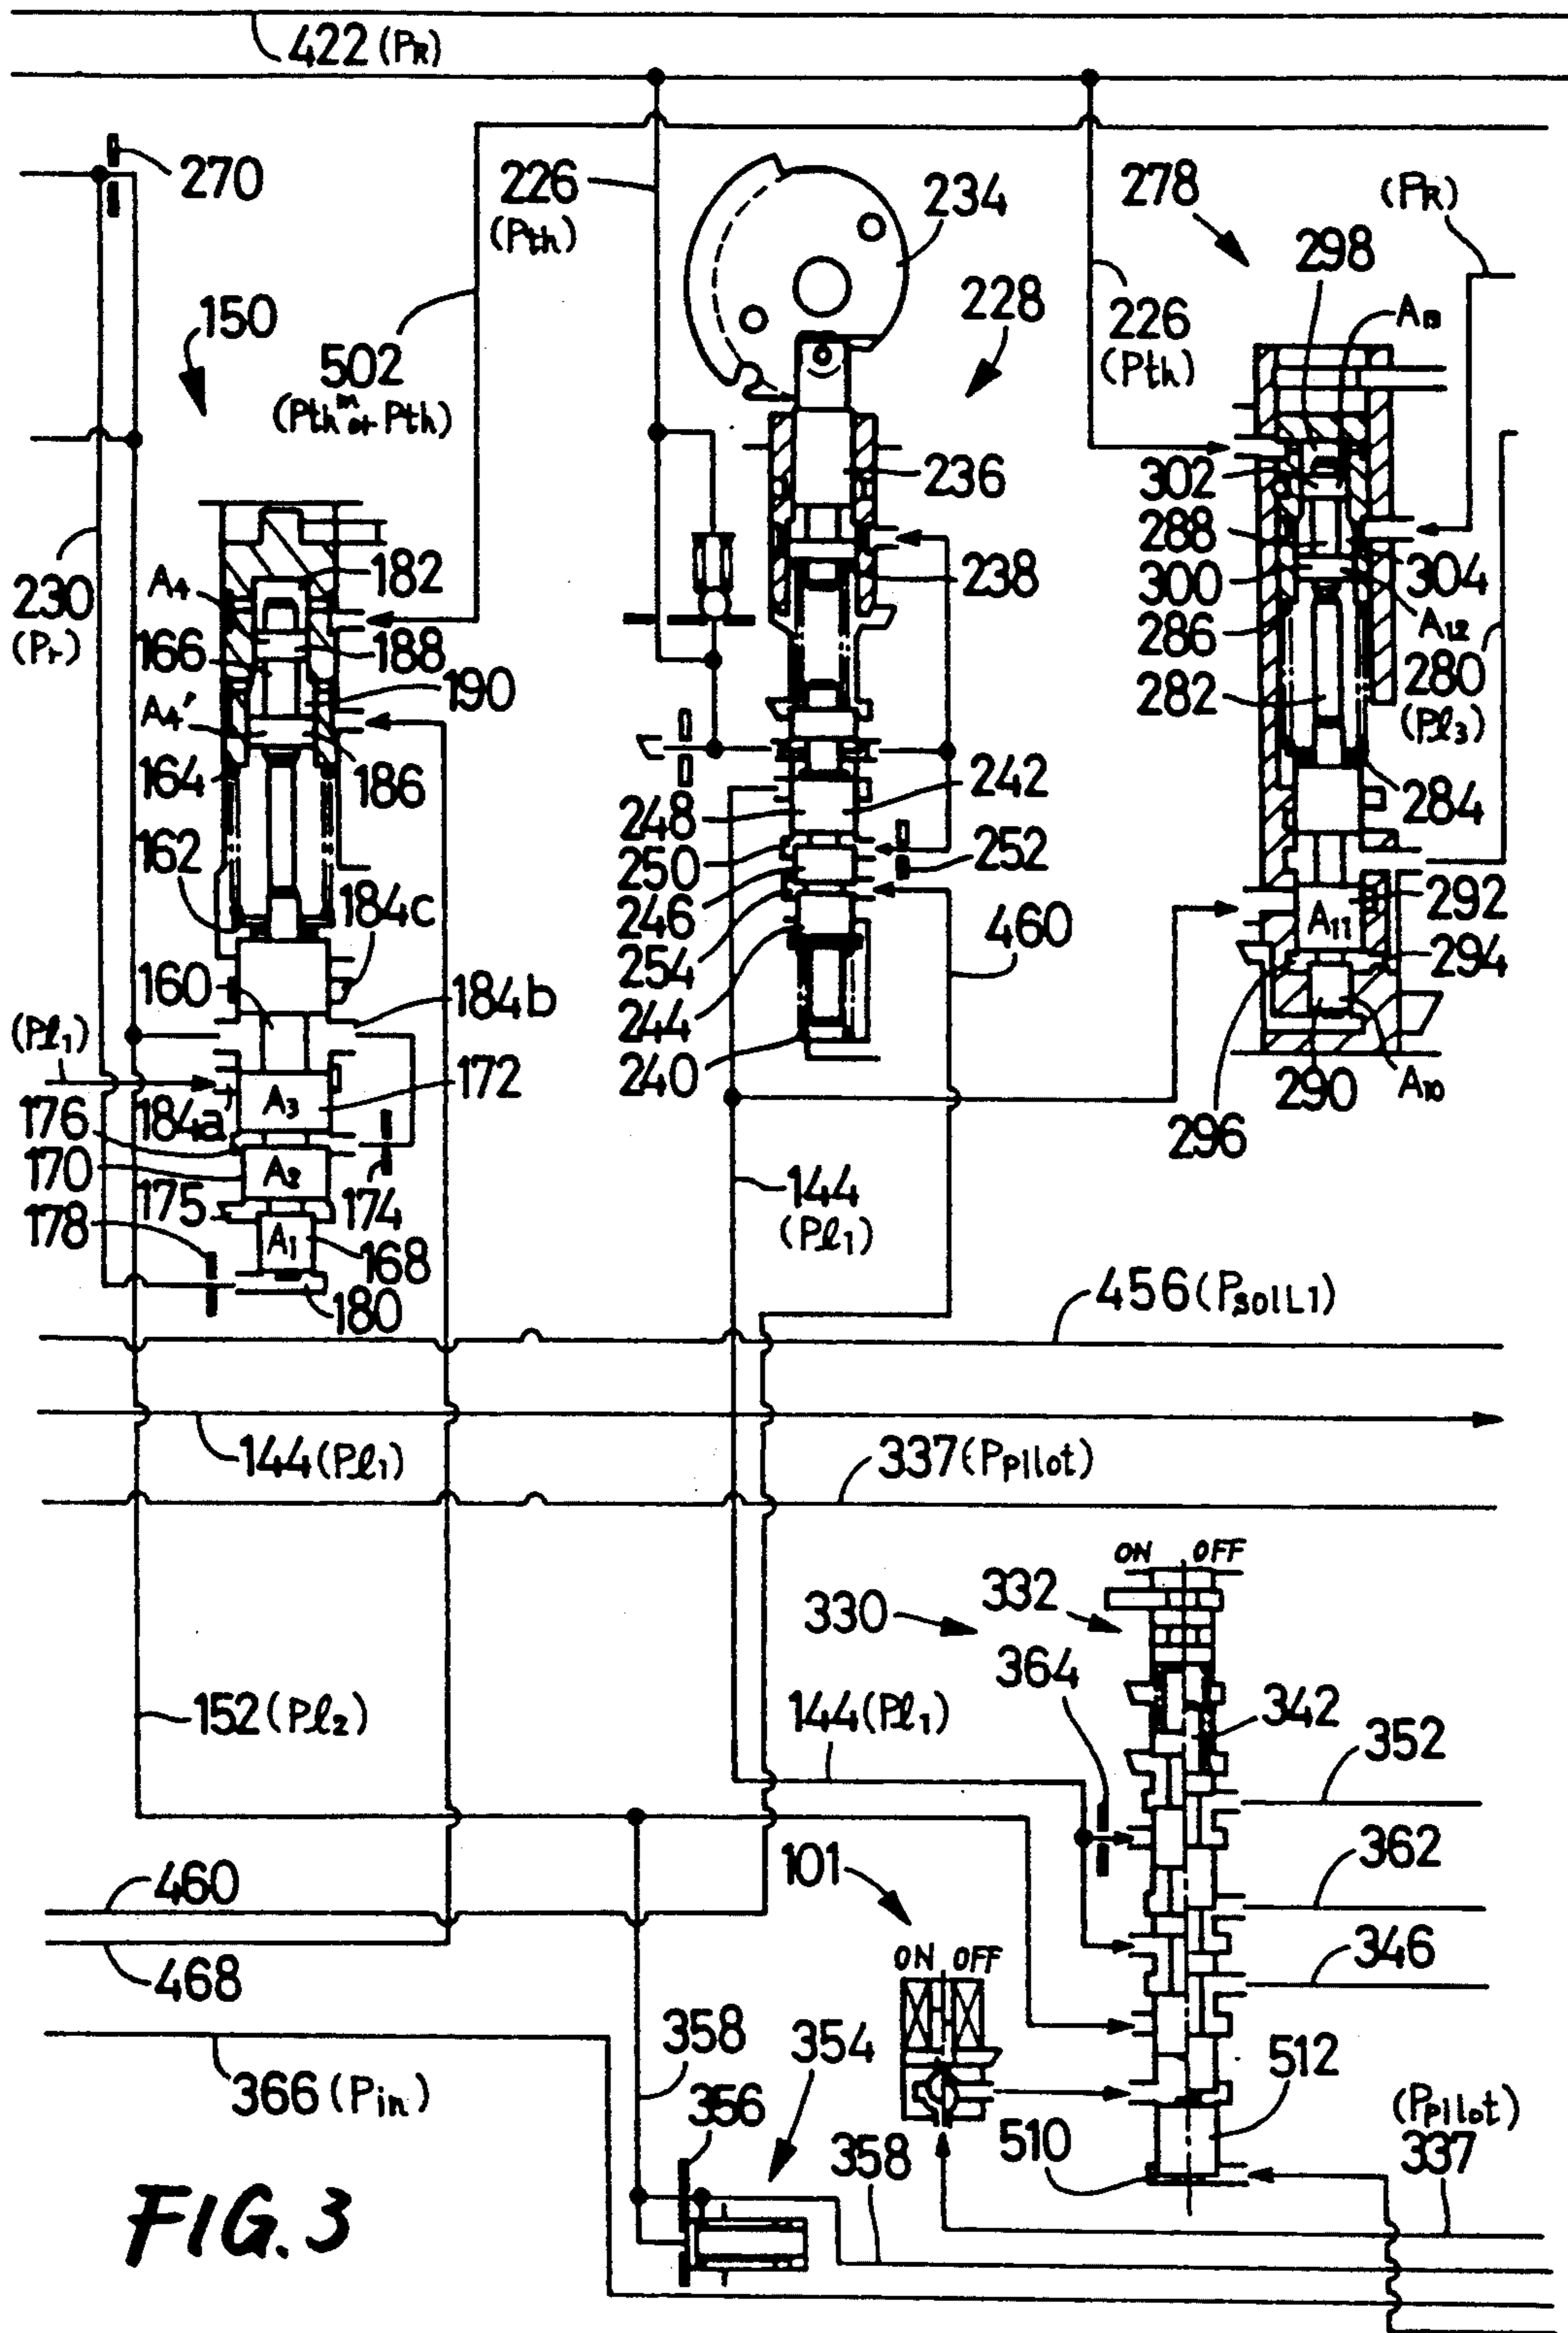 422 (PR)
270
226
(Pth)
234
278
(PR)
298
A13
150
502
(Pthm or Pth)
228
226
(Pth)
236
302
288
304
300
A12
286
280
(Pl3)
282
284
230
(Pr)
A4
182
166
188
190
A4'
164
186
238
162
184c
248
242
250
252
246
254
460
244
240
292
A11
294
290
A10
296
160
184b
(Pl1)
184a
A3
172
176
170
A2
175
174
178
A1
168
180
144
(Pl1)
456 (PsolL1)
144 (Pl1)
337 (Ppilot)
ON OFF
332
330
364
342
152 (Pl2)
144 (Pl1)
352
362
101
460
346
468
ON OFF
358
354
512
366 (Pin)
356
510
(Ppilot)
337
358
FIG. 3